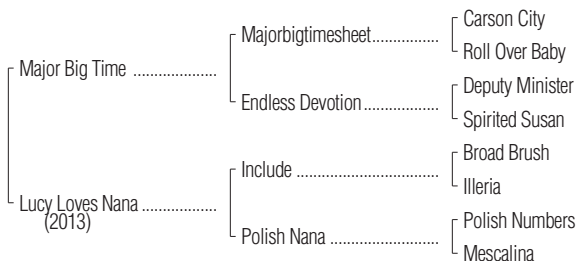 Carson City
Majorbigtimesheet..................
Roll Over Baby
Major Big Time ......................
Deputy Minister
Endless Devotion....................
Spirited Susan
Broad Brush
Include ......................................
Illeria
Lucy Loves Nana ....................
(2013)
Polish Numbers
Polish Nana .............................
Mescalina